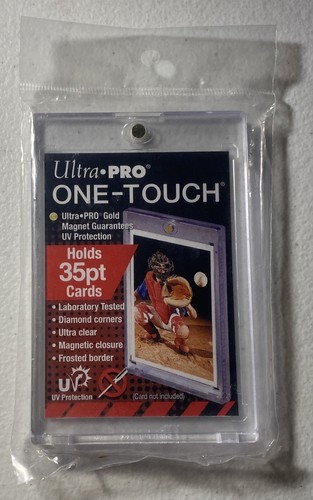 Ultra•PRO®
ONE-TOUCH®
Ultra•PRO Gold
Magnet Guarantees
UV Protection
Holds
35pt
Cards
• Laboratory Tested
• Diamond corners
• Ultra clear
• Magnetic closure
• Frosted border
UV
UV Protection
(Card not included)